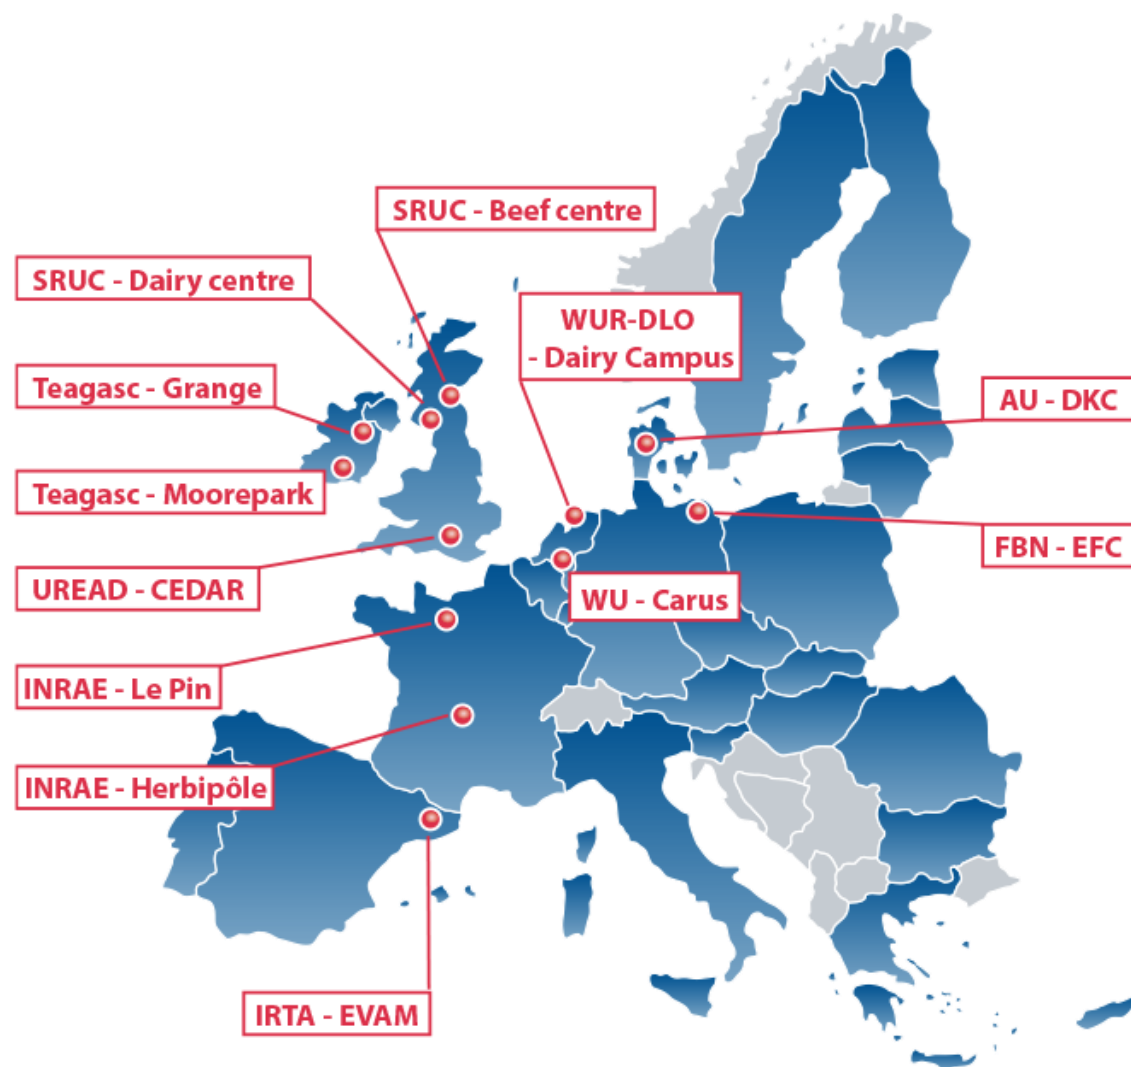 SRUC - Beef centre
SRUC - Dairy centre
WUR-DLO
- Dairy Campus
Teagasc - Grange
AU - DKC
Teagasc - Moorepark
FBN - EFC
UREAD - CEDAR
WU - Carus
INRAE - Le Pin
INRAE - Herbipôle
IRTA - EVAM